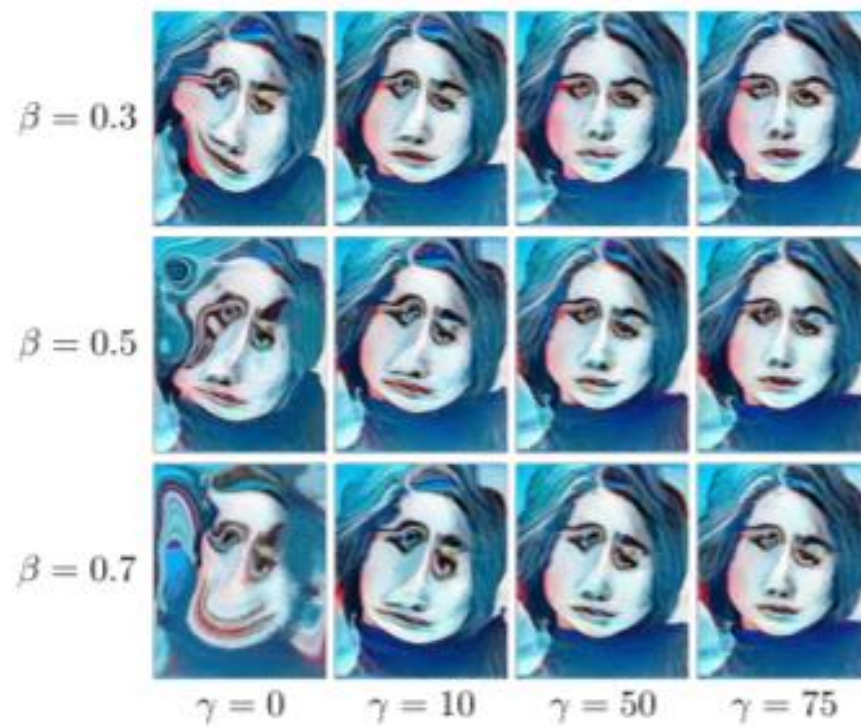 β = 0.3
β = 0.5
β = 0.7
γ = 0 γ = 10 γ = 50 γ = 75